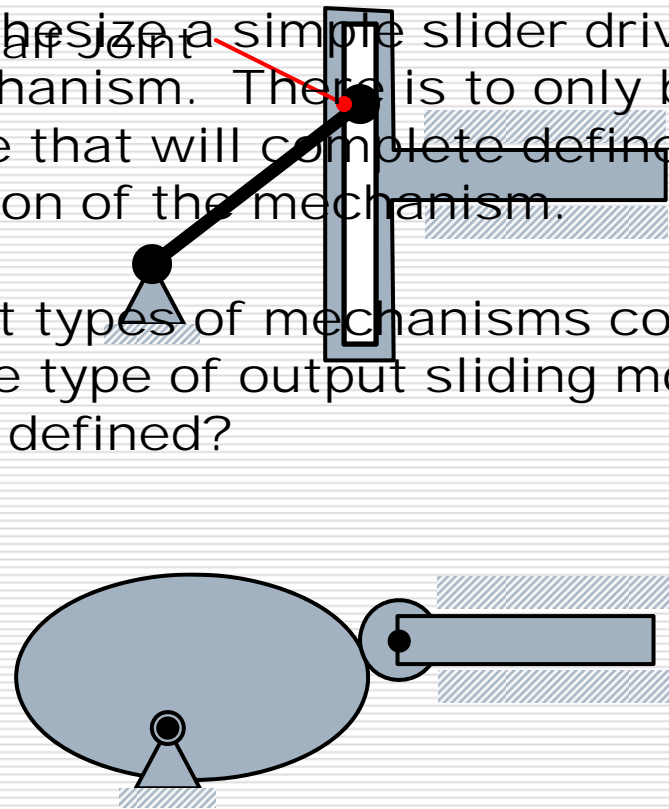 hesize a simple slider driv
alf Joint
hanism. There is to only b
e that will complete define
on of the mechanism.
t types of mechanisms co
e type of output sliding mo
defined?